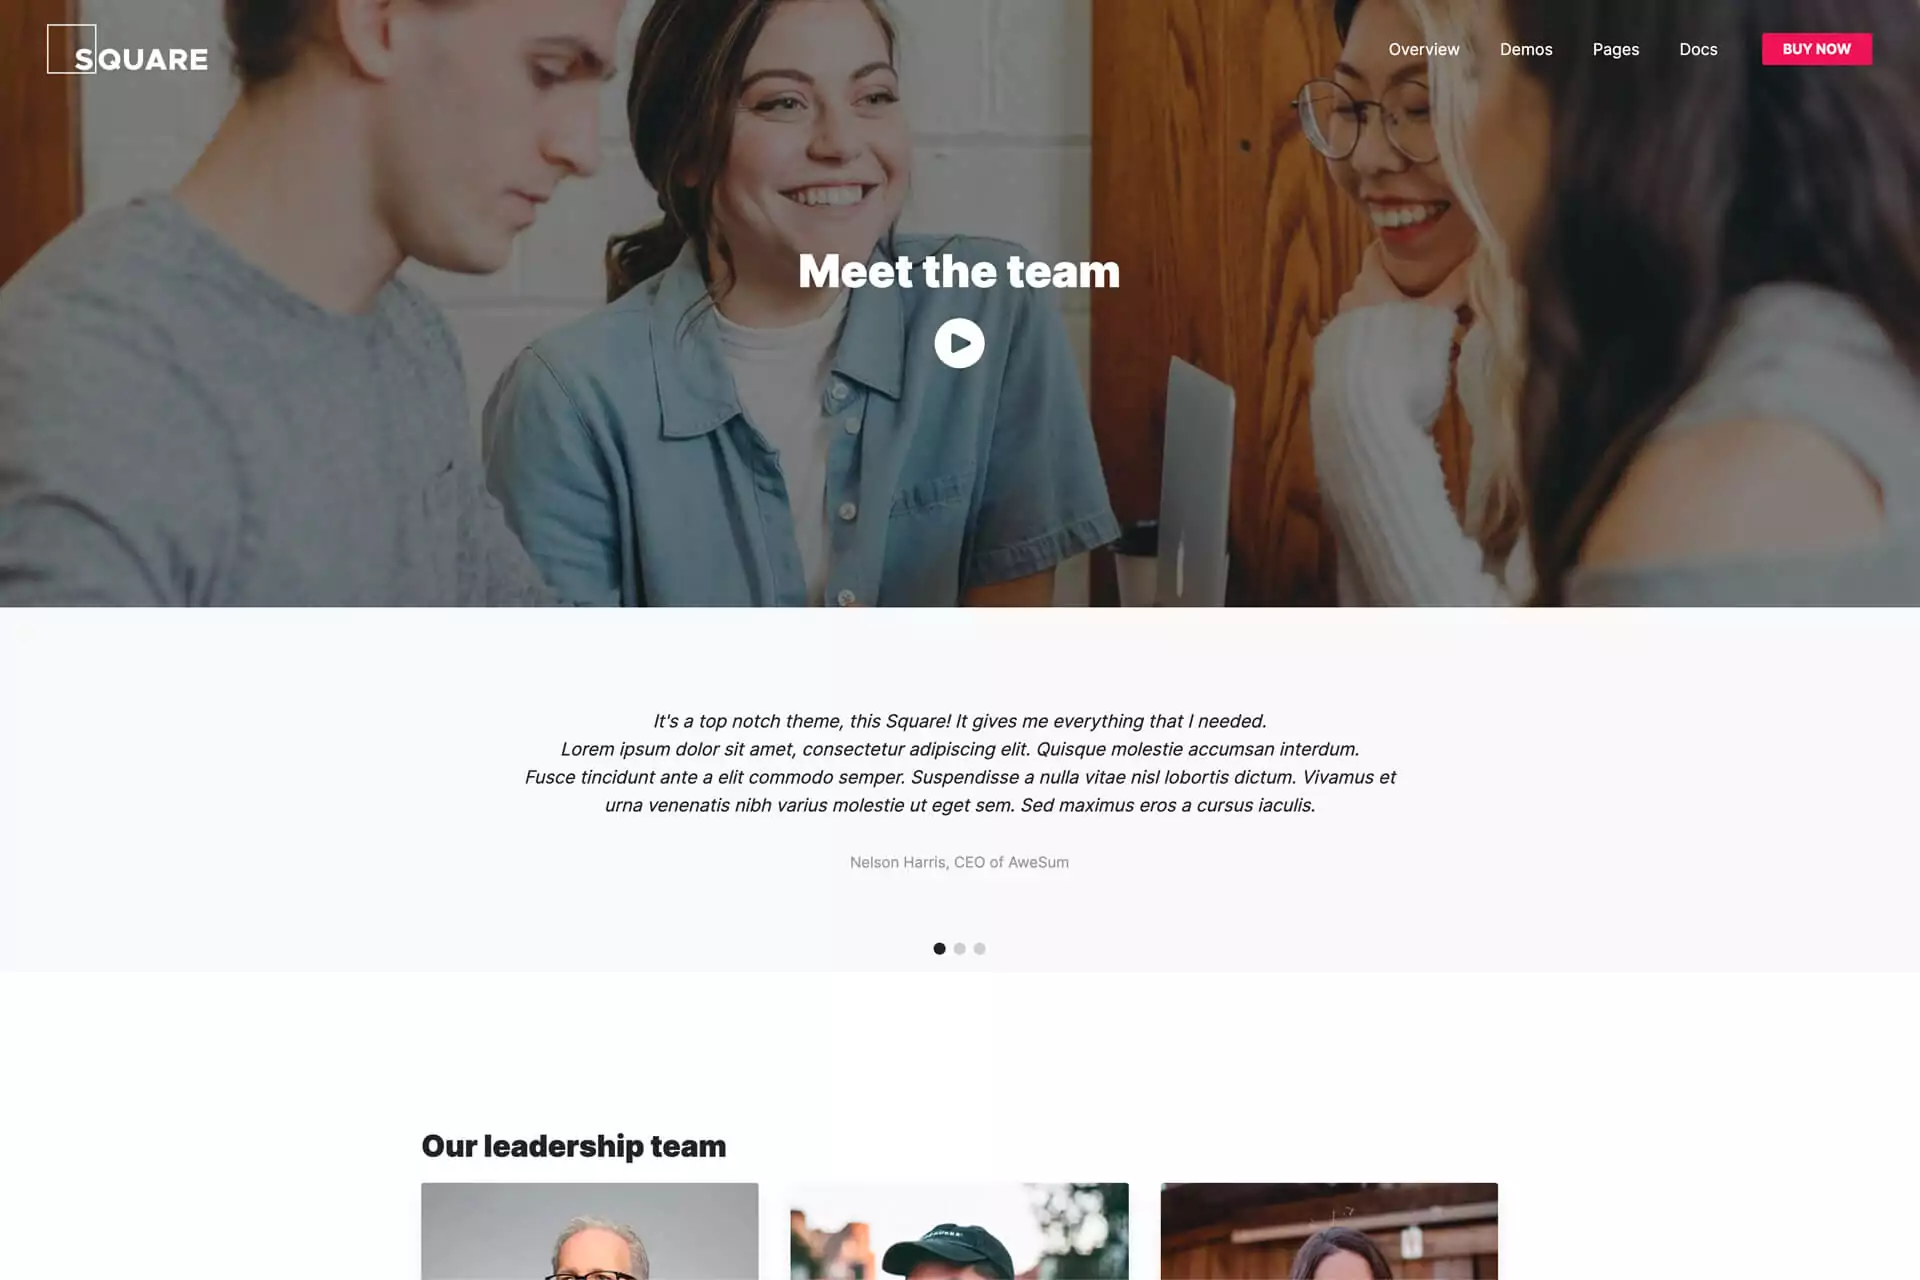 SQUARE
Overview Demos Pages Docs BUY NOW
Meet the team
It's a top notch theme, this Square! It gives me everything that I needed.
Lorem ipsum dolor sit amet, consectetur adipiscing elit. Quisque molestie accumsan interdum.
Fusce tincidunt ante a elit commodo semper. Suspendisse a nulla vitae nisl lobortis dictum. Vivamus et
urna venenatis nibh varius molestie ut eget sem. Sed maximus eros a cursus iaculis.
Nelson Harris, CEO of AweSum
Our leadership team